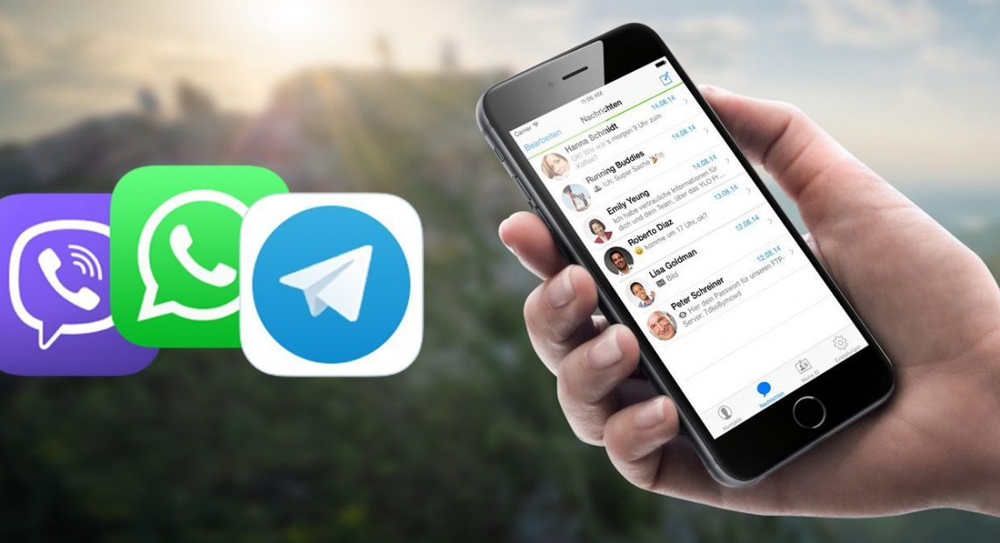 Carrier
11:06 AM
Bearbeiten
Nachrichten
Hanna Schmidt
14.08.14
OK! Wie wär's morgen 9 Uhr zum
Kaffee?
Running Buddies
14.08.14
Ich: Super Sache 🎉!!!
Emily Yeung
14.08.14
Ich habe vertrauliche Informationen für
dich und dein Team, über das YLO Pr...
Roberto Diaz
13.08.14
😀 komme um 17 Uhr, ok?
Lisa Goldman
12.08.14
Bild
Peter Schreiner
12.08.14
Hier dein Passwort für unseren FTP-
Server: 7dko8ymcwd
Kontakte
Nachrichten
Meine ID
Einstellungen